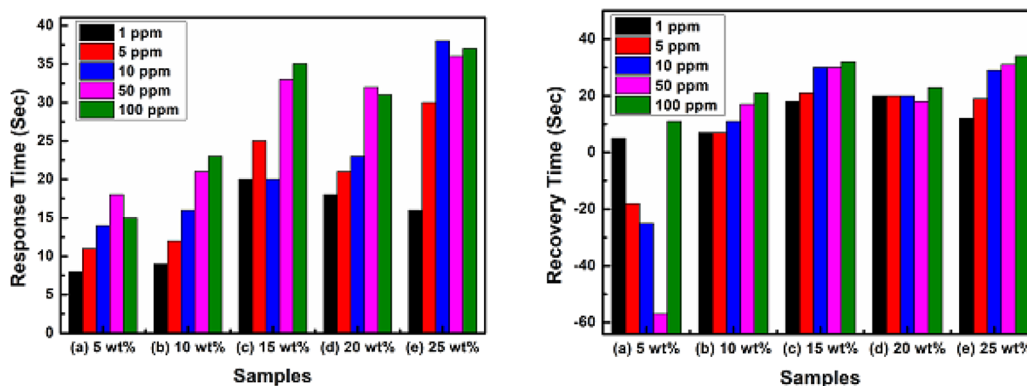 Response Time (Sec)
40
35
30
25
20
15
10
5
0
1 ppm
5 ppm
10 ppm
50 ppm
100 ppm
(a) 5 wt% (b) 10 wt% (c) 15 wt% (d) 20 wt% (e) 25 wt%
Samples
Recovery Time (Sec)
40
20
0
-20
-40
-60
1 ppm
5 ppm
10 ppm
50 ppm
100 ppm
(a) 5 wt% (b) 10 wt% (c) 15 wt% (d) 20 wt% (e) 25 wt%
Samples